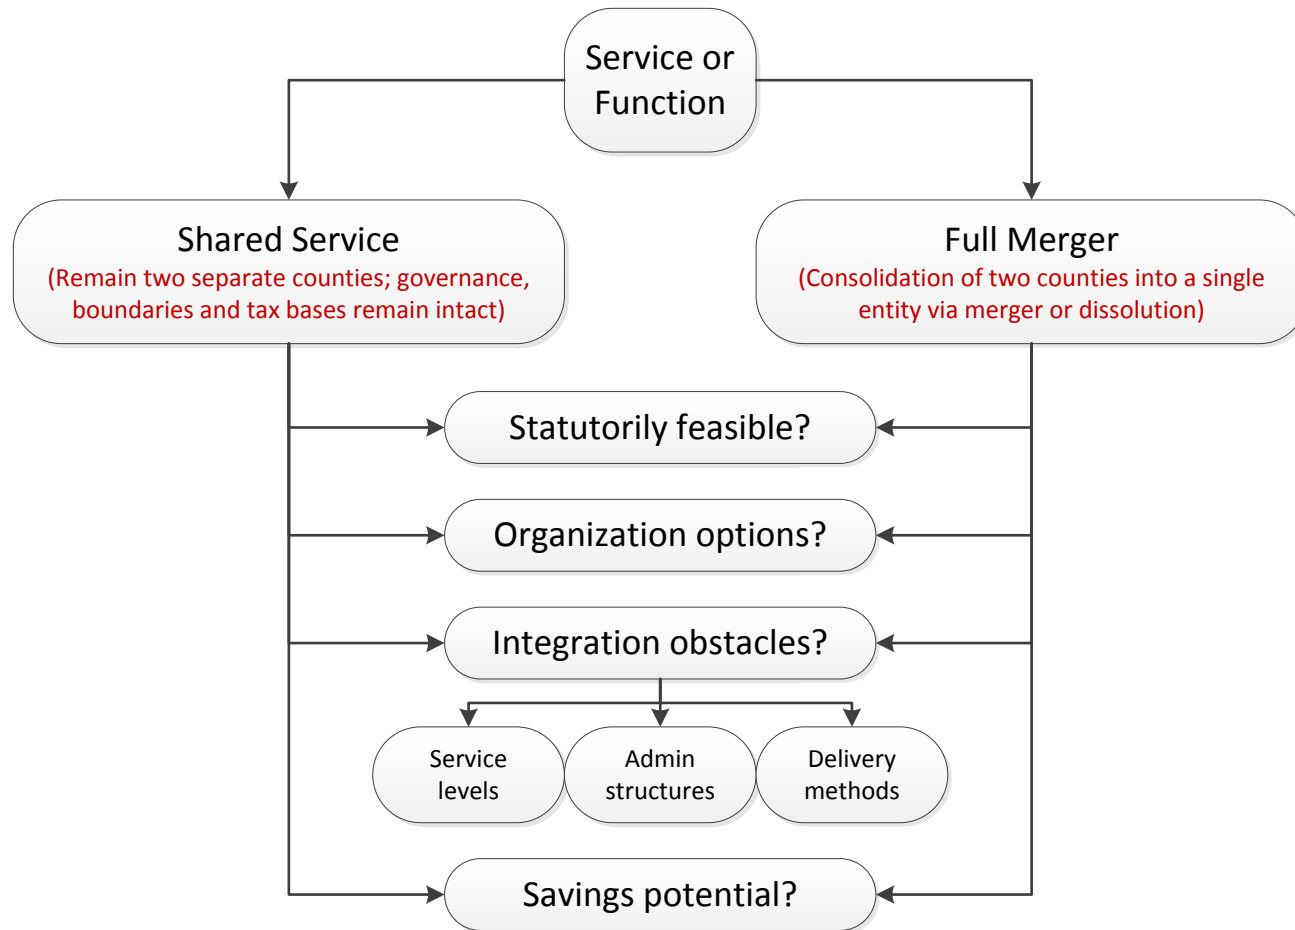 Service or
Function
Shared Service
(Remain two separate counties; governance,
boundaries and tax bases remain intact)
Full Merger
(Consolidation of two counties into a single
entity via merger or dissolution)
Statutorily feasible?
Organization options?
Integration obstacles?
Service
levels
Admin
structures
Delivery
methods
Savings potential?